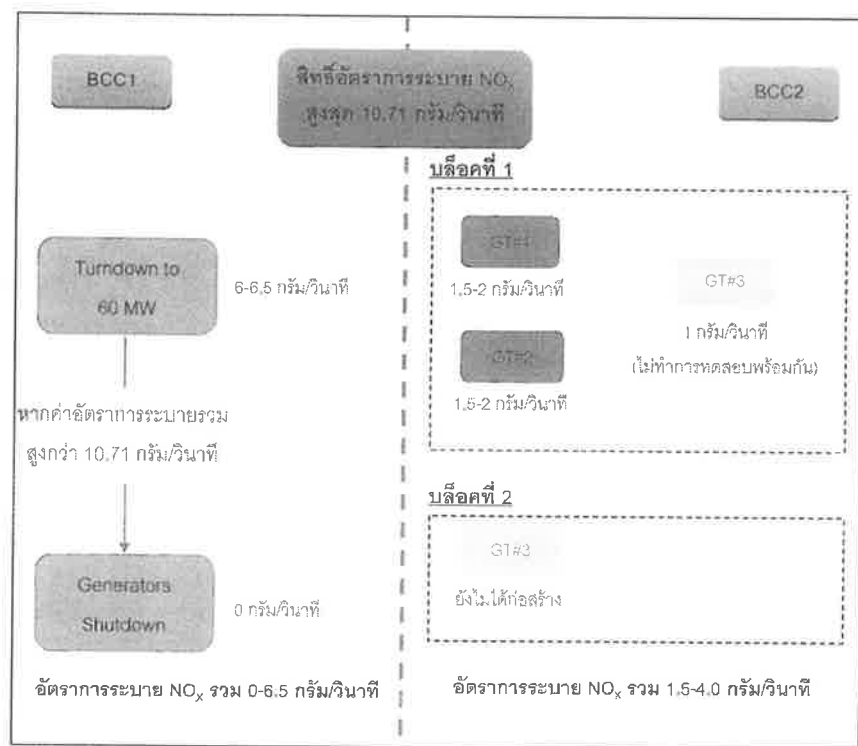 BCC1
สิทธิ์อัตราการระบาย NOx
สูงสุด 10.71 กรัม/วินาที
BCC2
Turndown to
60 MW
6-6.5 กรัม/วินาที
หากค่าอัตราการระบายรวม
สูงกว่า 10.71 กรัม/วินาที
Generators
Shutdown
0 กรัม/วินาที
อัตราการระบาย NOx รวม 0-6.5 กรัม/วินาที
บล็อคที่ 1
GT#1
1.5-2 กรัม/วินาที
GT#2
1.5-2 กรัม/วินาที
GT#3
1 กรัม/วินาที
(ไม่ทำการทดสอบพร้อมกัน)
บล็อคที่ 2
GT#3
ยังไม่ได้ก่อสร้าง
อัตราการระบาย NOx รวม 1.5-4.0 กรัม/วินาที